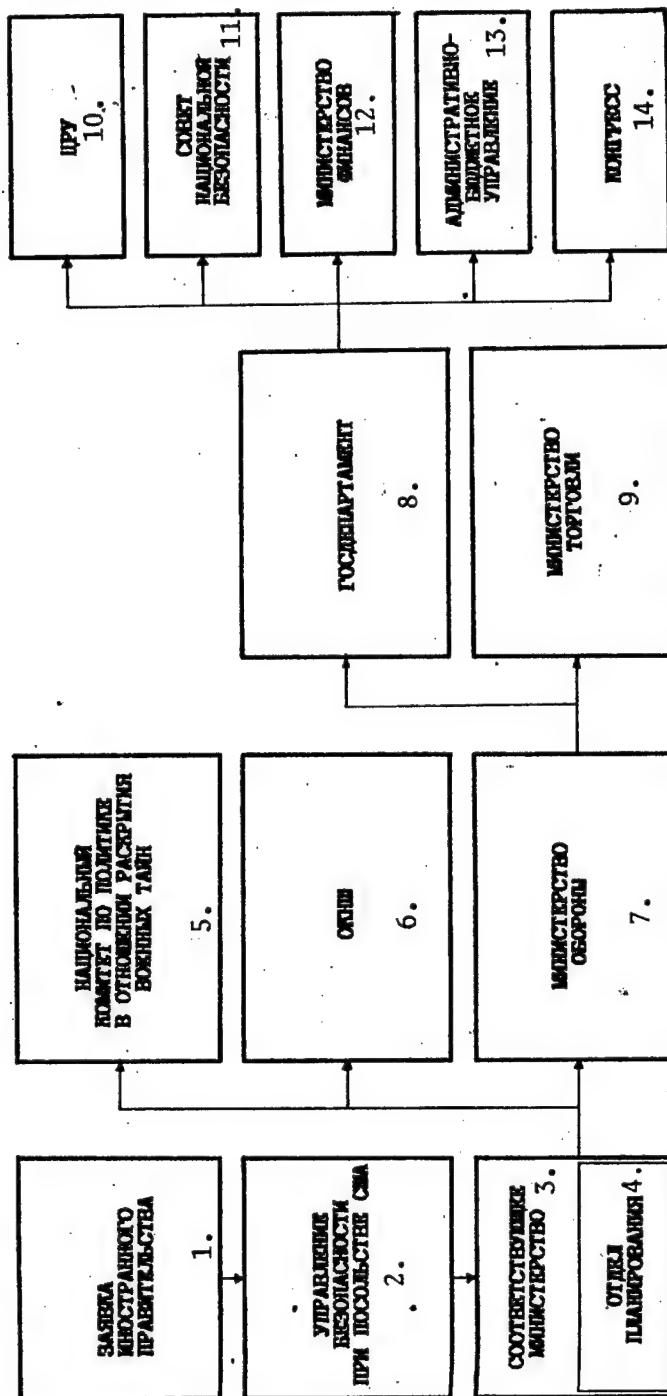 ЗАЯВКА
ИНОСТРАННОГО
ПРАВИТЕЛЬСТВА
1.
УПРАВЛЕНИЕ
БЕЗОПАСНОСТИ
ПРИ ПОСОЛЬСТВЕ США
2.
СООТВЕТСТВУЮЩЕЕ
МИНИСТЕРСТВО 3.
ОТДЕЛ
ПЛАНИРОВАНИЯ 4.
НАЦИОНАЛЬНЫЙ
КОМИТЕТ ПО ПОЛИТИКЕ
В ОТНОШЕНИИ РАСКРЫТИЯ
ВОЕННЫХ ТАЙН
5.
ОКНШ
6.
МИНИСТЕРСТВО
ОБОРОНЫ
7.
ГОСДЕПАРТАМЕНТ
8.
МИНИСТЕРСТВО
ТОРГОВЛИ
9.
ЦРУ
10.
СОВЕТ
НАЦИОНАЛЬНОЙ
БЕЗОПАСНОСТИ 11.
МИНИСТЕРСТВО
ФИНАНСОВ
12.
АДМИНИСТРАТИВНО-
БЮДЖЕТНОЕ
УПРАВЛЕНИЕ 13.
КОНГРЕСС
14.